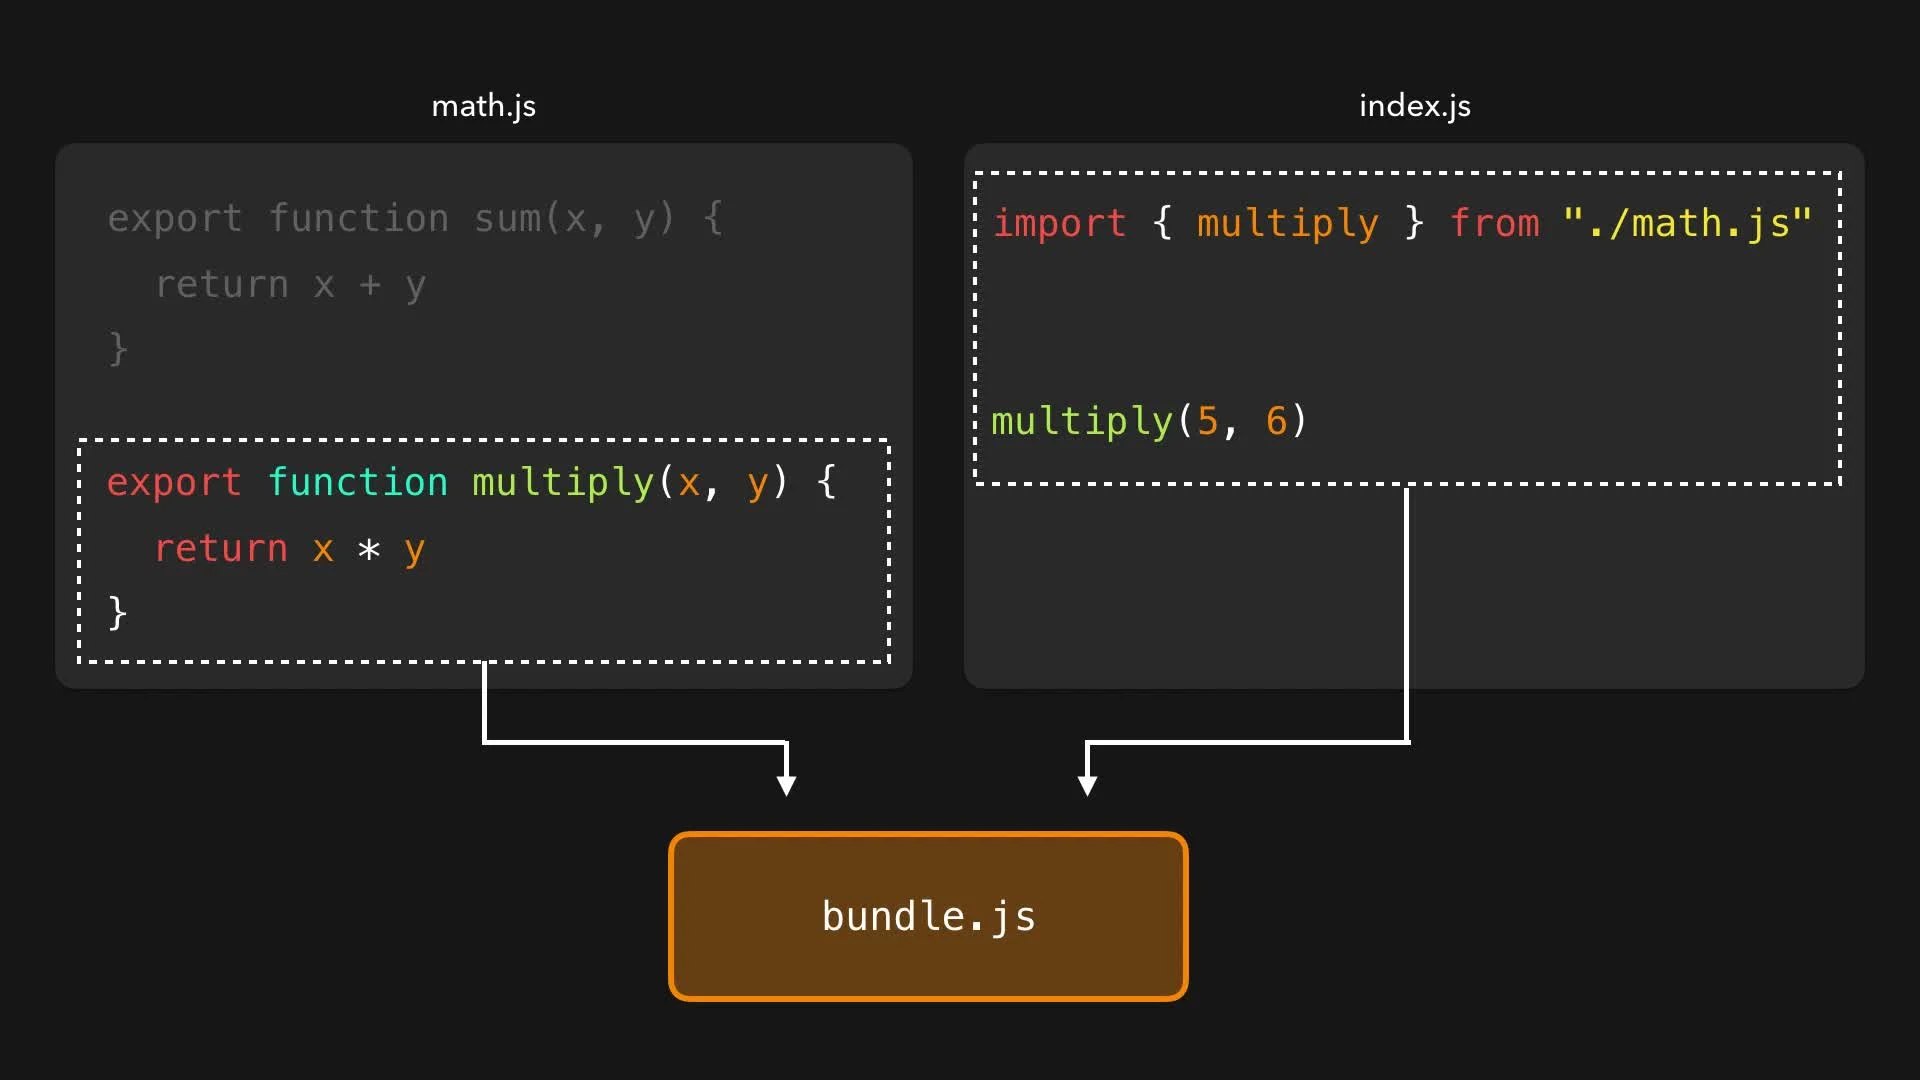 math.js
export function sum(x, y) {
  return x + y
}
export function multiply(x, y) {
  return x * y
}
index.js
import { multiply } from "./math.js"
multiply(5, 6)
bundle.js